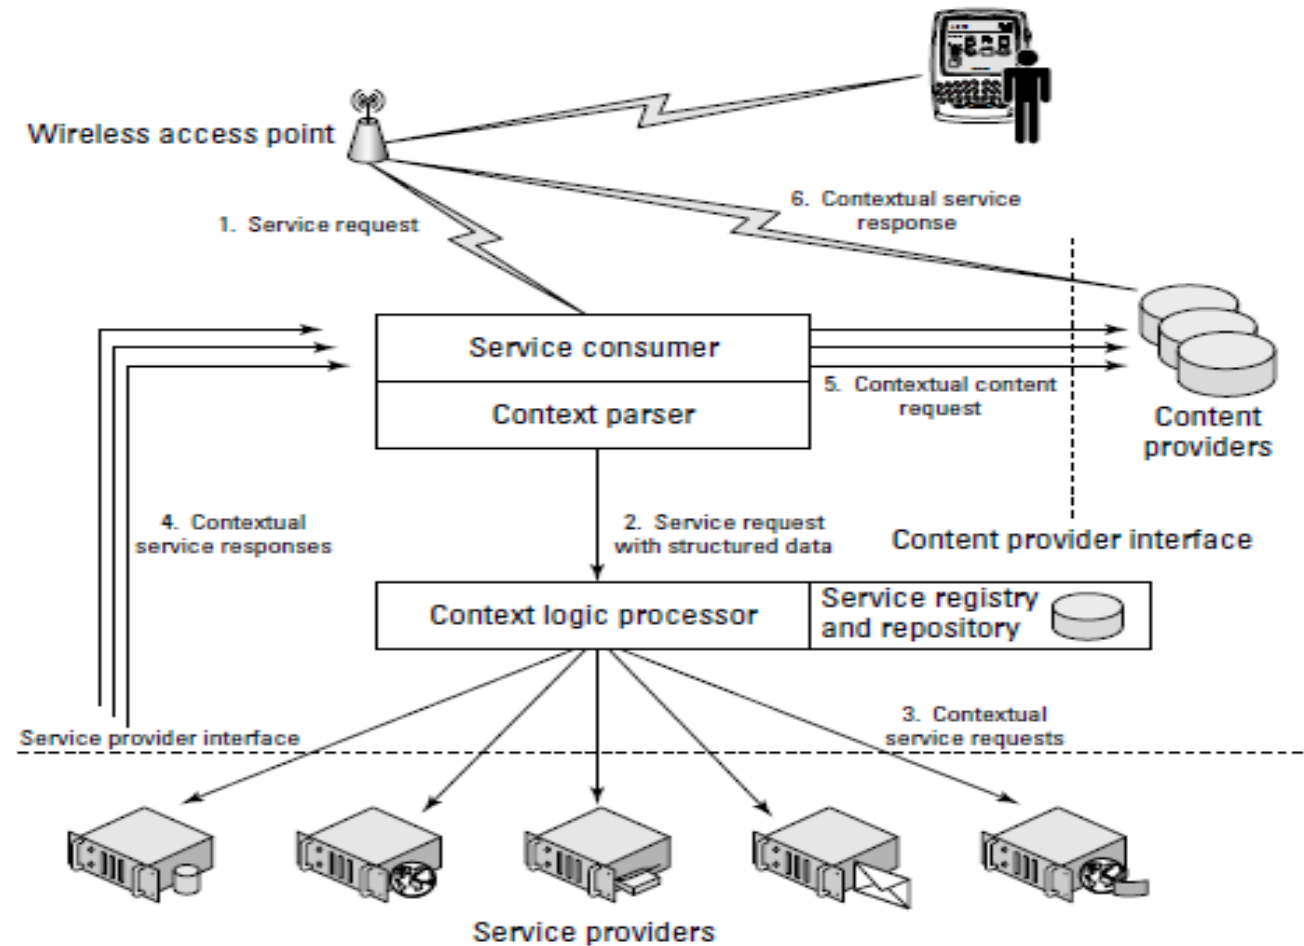 Wireless access point
1. Service request
6. Contextual service
response
Service consumer
Context parser
5. Contextual content
request
Content
providers
4. Contextual
service responses
2. Service request
with structured data
Content provider interface
Context logic processor
Service registry
and repository
3. Contextual
service requests
Service provider interface
Service providers